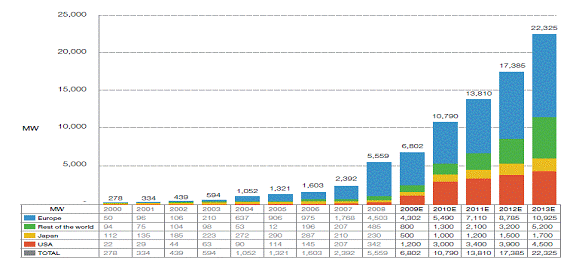 25,000
20,000
15,000
10,000
5,000
-
MW
278 334 439 594 1,052 1,321 1,603 2,392 5,559 6,802 10,790 13,810 17,385 22,325
MW 2000 2001 2002 2003 2004 2005 2006 2007 2008 2009E 2010E 2011E 2012E 2013E
Europe 50 96 106 210 637 906 975 1,768 4,503 4,302 5,490 7,110 8,785 10,925
Rest of the world 94 75 104 98 53 12 196 207 485 800 1,300 2,100 3,200 5,200
Japan 112 135 185 223 272 290 287 210 230 500 1,000 1,200 1,500 1,700
USA 22 29 44 63 90 114 145 207 342 1,200 3,000 3,400 3,900 4,500
TOTAL 278 334 439 594 1,052 1,321 1,603 2,392 5,559 6,802 10,790 13,810 17,385 22,325